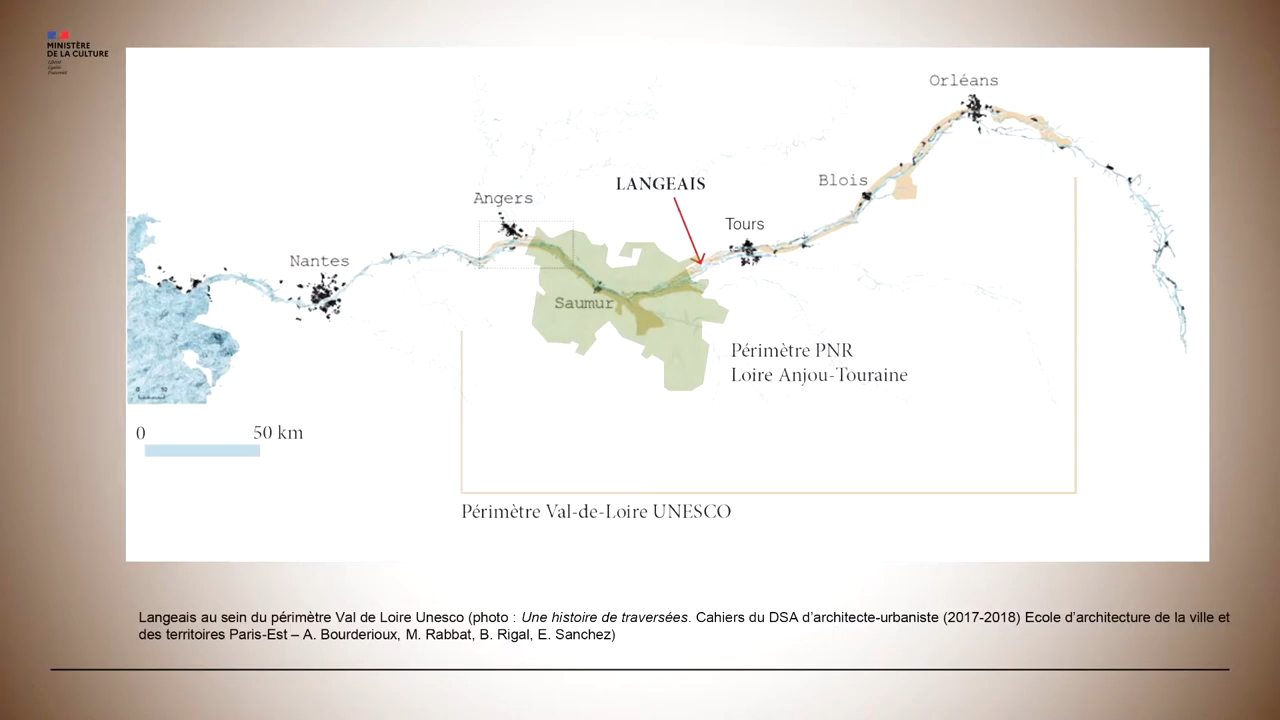 MINISTÈRE
DE LA CULTURE
Liberté
Égalité
Fraternité
Orléans
LANGEAIS
Blois
Angers
Tours
Nantes
Saumur
Périmètre PNR
Loire Anjou-Touraine
0 50 km
Périmètre Val-de-Loire UNESCO
Langeais au sein du périmètre Val de Loire Unesco (photo : Une histoire de traversées. Cahiers du DSA d'architecte-urbaniste (2017-2018) Ecole d'architecture de la ville et
des territoires Paris-Est – A. Bourderioux, M. Rabbat, B. Rigal, E. Sanchez)